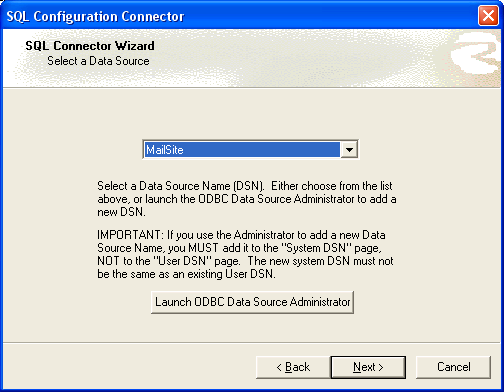 SQL Configuration Connector
SQL Connector Wizard
Select a Data Source
MailSite
Select a Data Source Name (DSN). Either choose from the list
above, or launch the ODBC Data Source Administrator to add a
new DSN.
IMPORTANT: If you use the Administrator to add a new Data
Source Name, you MUST add it to the "System DSN" page,
NOT to the "User DSN" page. The new system DSN must not
be the same as an existing User DSN.
Launch ODBC Data Source Administrator
< Back Next > Cancel